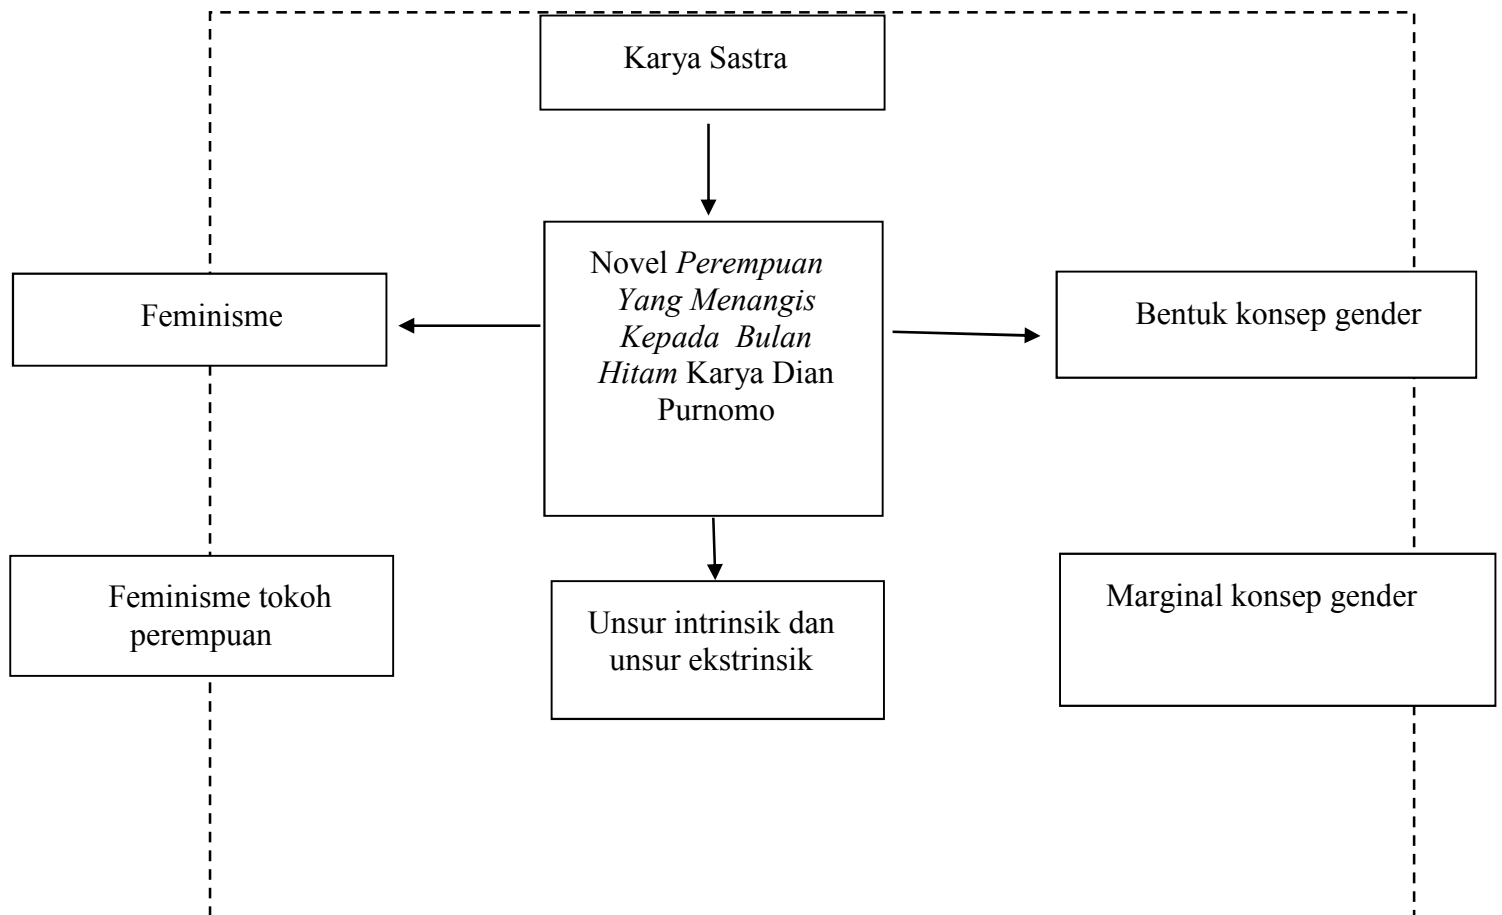 Karya Sastra
Novel Perempuan
Yang Menangis
Kepada Bulan
Hitam Karya Dian
Purnomo
Feminisme
Bentuk konsep gender
Feminisme tokoh
perempuan
Unsur intrinsik dan
unsur ekstrinsik
Marginal konsep gender